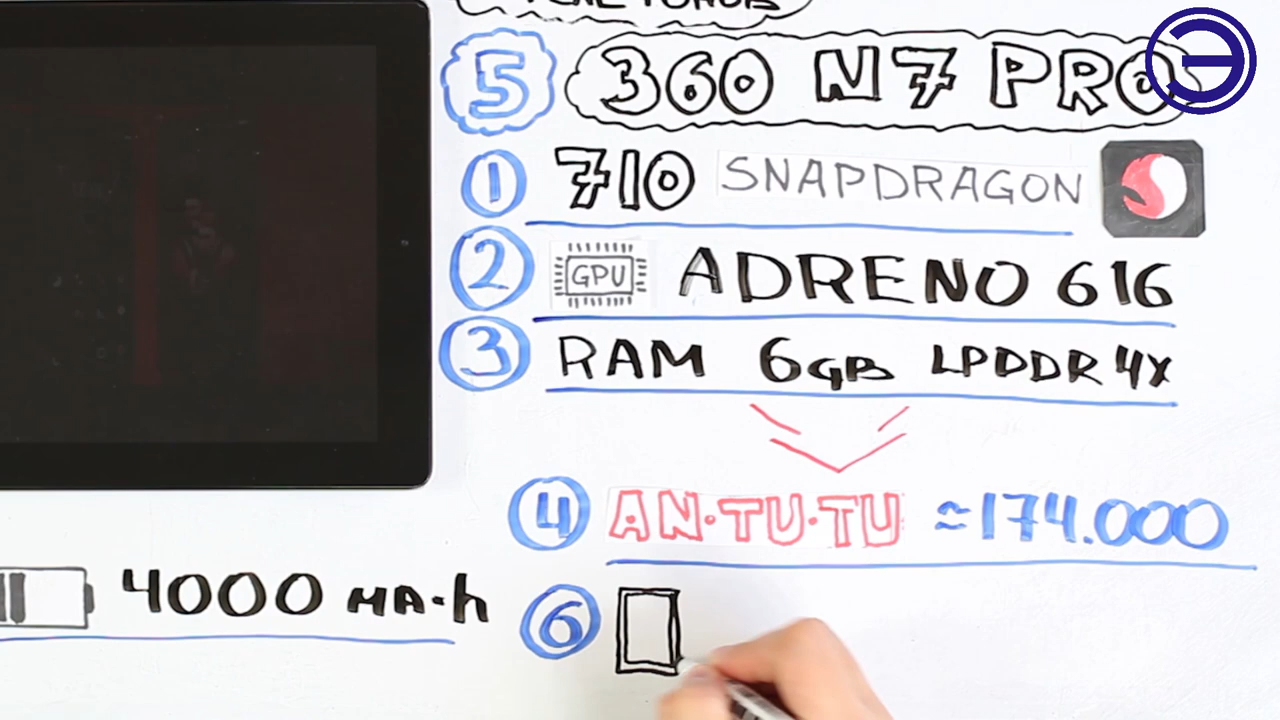 5 360 N7 PRO
1 710 SNAPDRAGON
2 GPU ADRENO 616
3 RAM 6GB LPDDR4X
4 AN·TU·TU ≈174.000
4000 MA·h
6